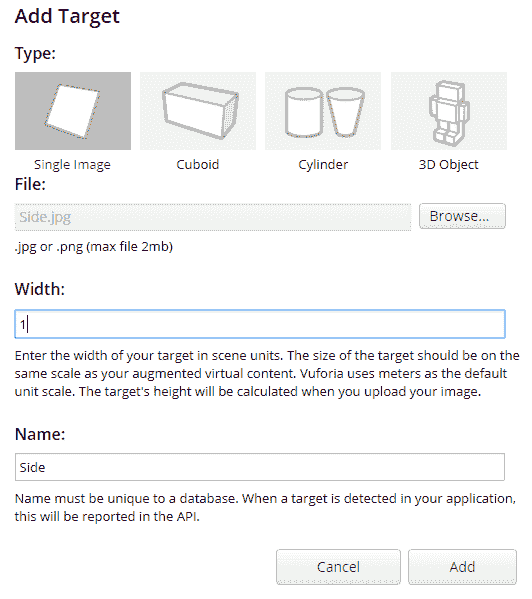 Add Target
Type:
Single Image Cuboid Cylinder 3D Object
File:
Side.jpg Browse...
.jpg or .png (max file 2mb)
Width:
1
Enter the width of your target in scene units. The size of the target should be on the
same scale as your augmented virtual content. Vuforia uses meters as the default
unit scale. The target's height will be calculated when you upload your image.
Name:
Side
Name must be unique to a database. When a target is detected in your application,
this will be reported in the API.
Cancel Add